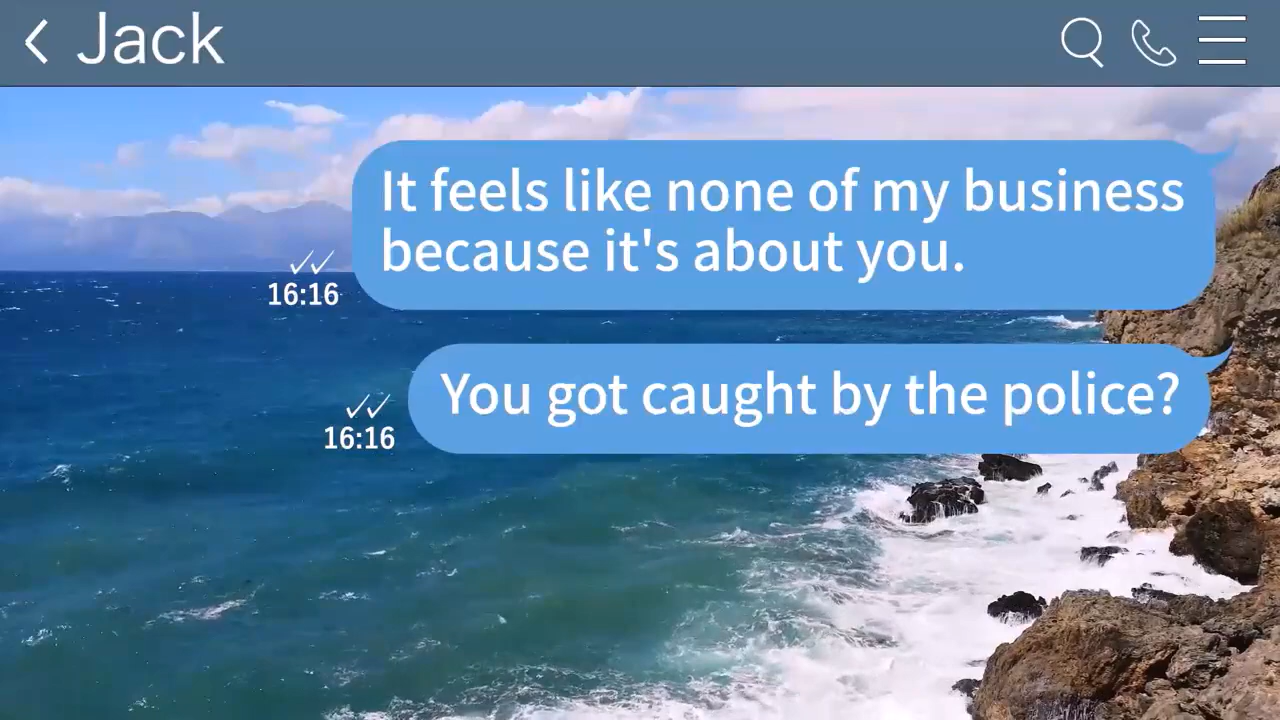 Jack
It feels like none of my business
because it's about you.
16:16
You got caught by the police?
16:16